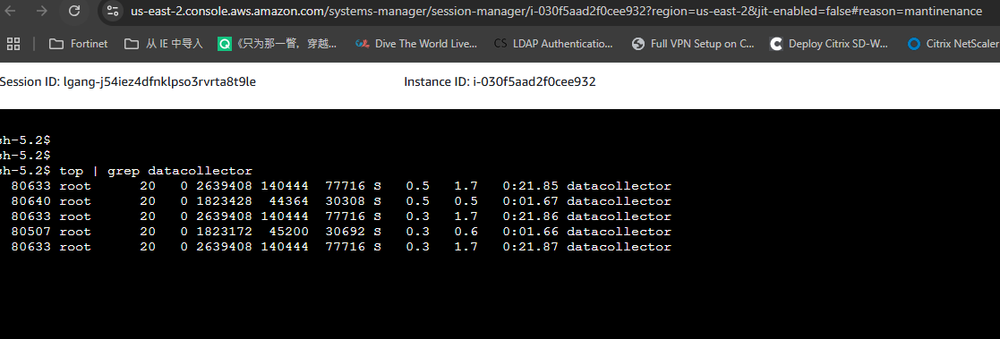 us-east-2.console.aws.amazon.com/systems-manager/session-manager/i-030f5aad2f0cee932?region=us-east-2&jit-enabled=false#reason=mantinenance
Fortinet 从 IE 中导入 《只为那一瞥，穿越... Dive The World Live... CS LDAP Authenticatio... Full VPN Setup on C... Deploy Citrix SD-W... Citrix NetScaler
Session ID: lgang-j54iez4dfnklpso3rvrta8t9le Instance ID: i-030f5aad2f0cee932
sh-5.2$
sh-5.2$
sh-5.2$ top | grep datacollector
80633 root 20 0 2639408 140444 77716 S 0.5 1.7 0:21.85 datacollector
80640 root 20 0 1823428 44364 30308 S 0.5 0.5 0:01.67 datacollector
80633 root 20 0 2639408 140444 77716 S 0.3 1.7 0:21.86 datacollector
80507 root 20 0 1823172 45200 30692 S 0.3 0.6 0:01.66 datacollector
80633 root 20 0 2639408 140444 77716 S 0.3 1.7 0:21.87 datacollector